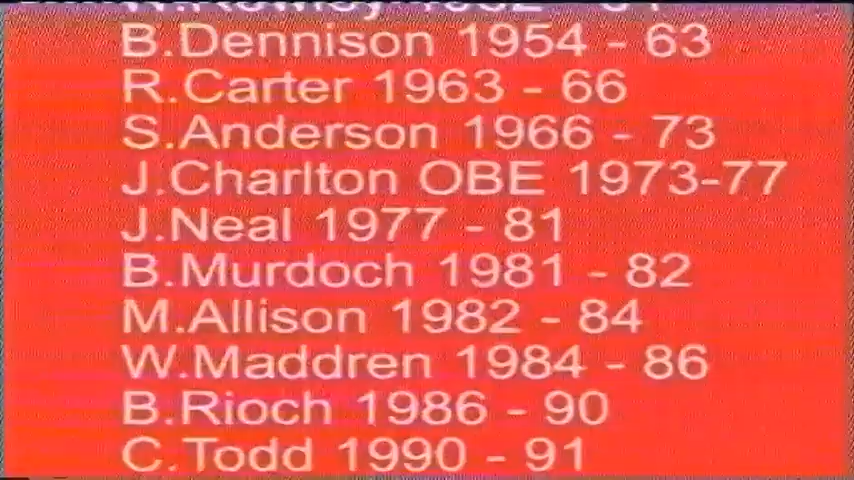 B.Dennison 1954 - 63
R.Carter 1963 - 66
S.Anderson 1966 - 73
J.Charlton OBE 1973-77
J.Neal 1977 - 81
B.Murdoch 1981 - 82
M.Allison 1982 - 84
W.Maddren 1984 - 86
B.Rioch 1986 - 90
C.Todd 1990 - 91